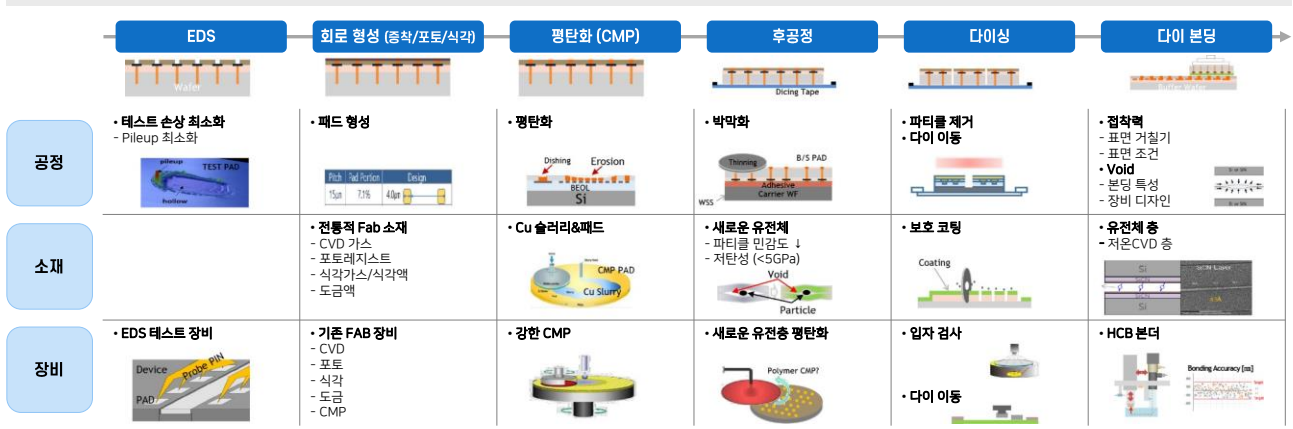 EDS
회로 형성 (증착/포토/식각)
평탄화 (CMP)
후공정
다이싱
다이 본딩
Wafer
Dicing Tape
Buffer Wafer
공정
• 테스트 손상 최소화
- Pileup 최소화
pileup
TEST PAD
hollow
• 패드 형성
Pitch Pad Portion Design
15μm 7.1% 4.0μm
• 평탄화
Dishing Erosion
BEOL
Si
• 박막화
Thinning
B/S PAD
Adhesive
Carrier WF
WSS
• 파티클 제거
• 다이 이동
• 접착력
- 표면 거칠기
- 표면 조건
• Void
- 본딩 특성
- 장비 디자인
소재
• 전통적 Fab 소재
- CVD 가스
- 포토레지스트
- 식각가스/식각액
- 도금액
• Cu 슬러리&패드
CMP PAD
Cu Slurry
• 새로운 유전체
- 파티클 민감도 ↓
- 저탄성 (<5GPa)
Void
Particle
• 보호 코팅
Coating
• 유전체 층
- 저온CVD 층
Si
SiCN
SiCN
Si
SiCN Layer
장비
• EDS 테스트 장비
Device
Probe PIN
PAD
• 기존 FAB 장비
- CVD
- 포토
- 식각
- 도금
- CMP
• 강한 CMP
• 새로운 유전층 평탄화
Polymer CMP?
• 입자 검사
• 다이 이동
• HCB 본더
Bonding Accuracy [nm]